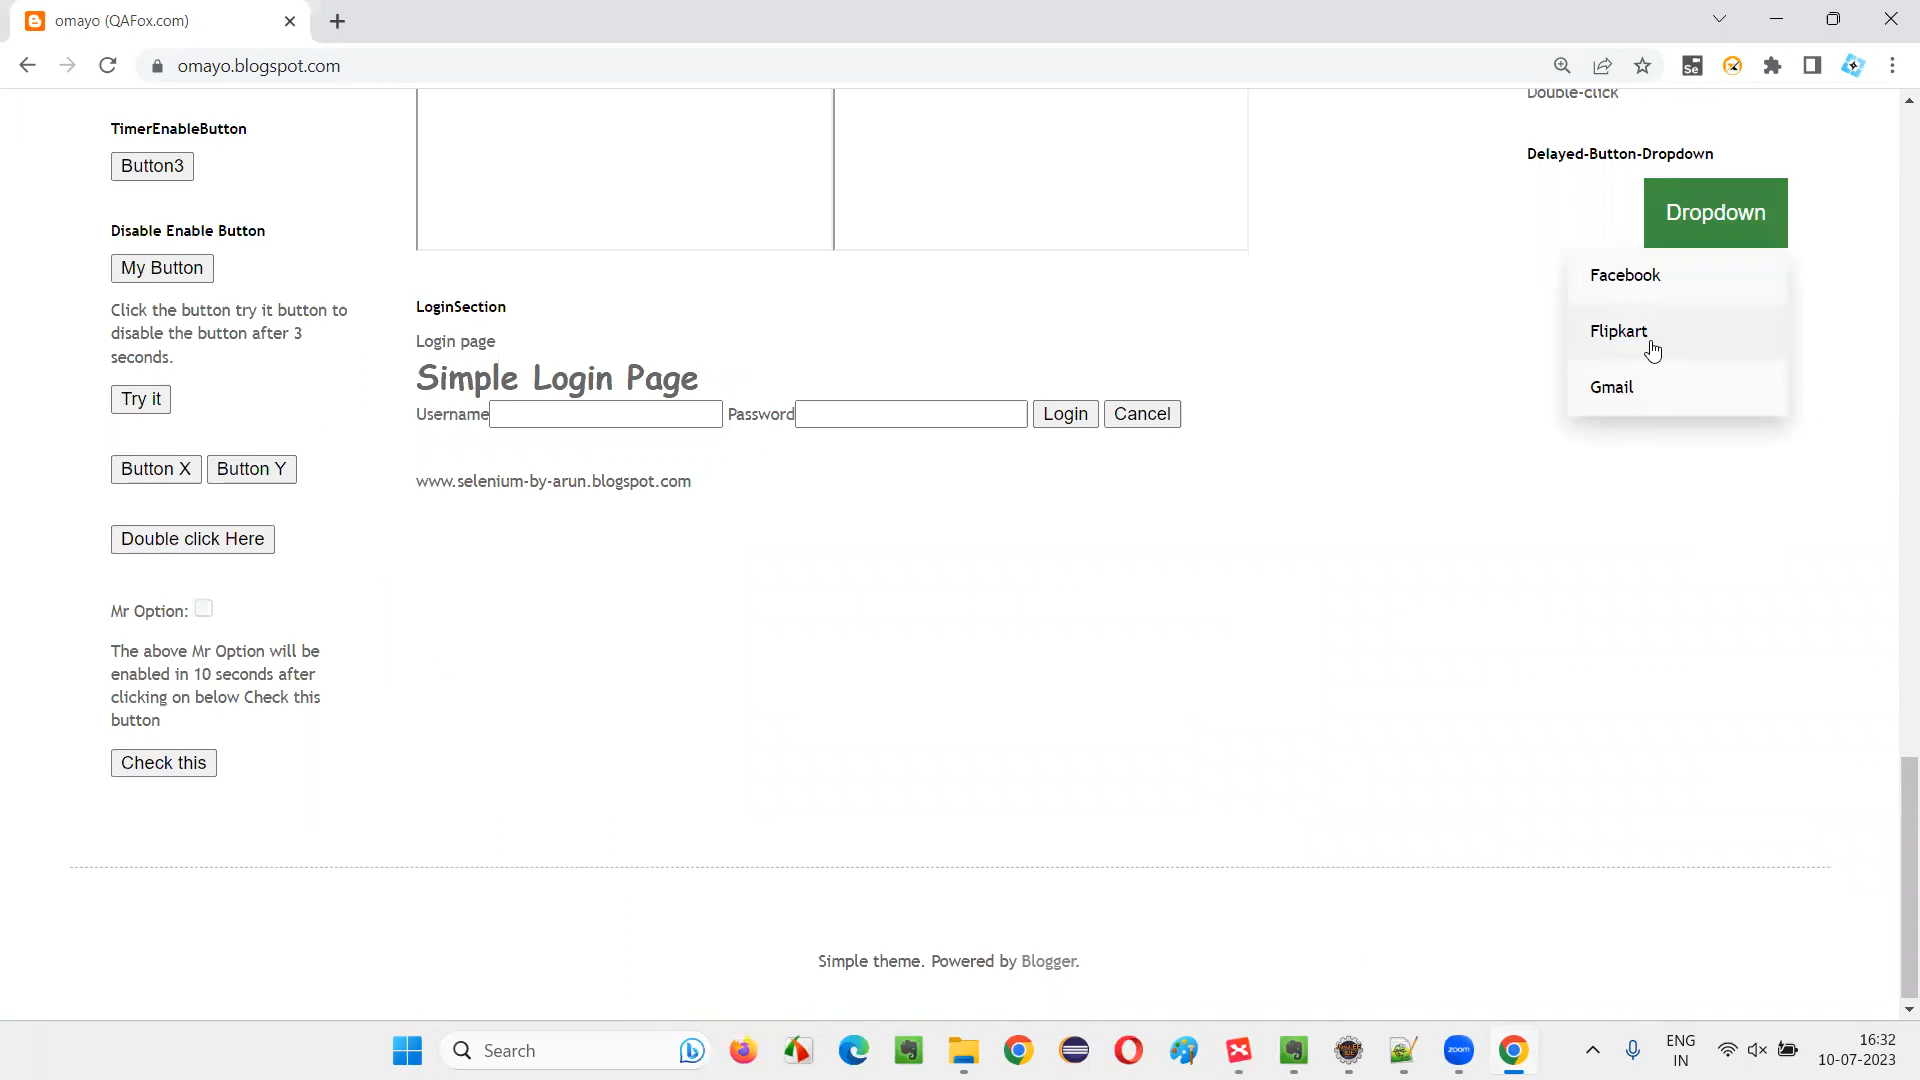 omayo (QAFox.com)
omayo.blogspot.com
TimerEnableButton
Button3
Disable Enable Button
My Button
Click the button try it button to
disable the button after 3
seconds.
Try it
Button X Button Y
Double click Here
Mr Option:
The above Mr Option will be
enabled in 10 seconds after
clicking on below Check this
button
Check this
LoginSection
Login page
Simple Login Page
Username Password Login Cancel
www.selenium-by-arun.blogspot.com
Double-click
Delayed-Button-Dropdown
Dropdown
Facebook
Flipkart
Gmail
Simple theme. Powered by Blogger.
Search
zoom
ENG
IN
16:32
10-07-2023